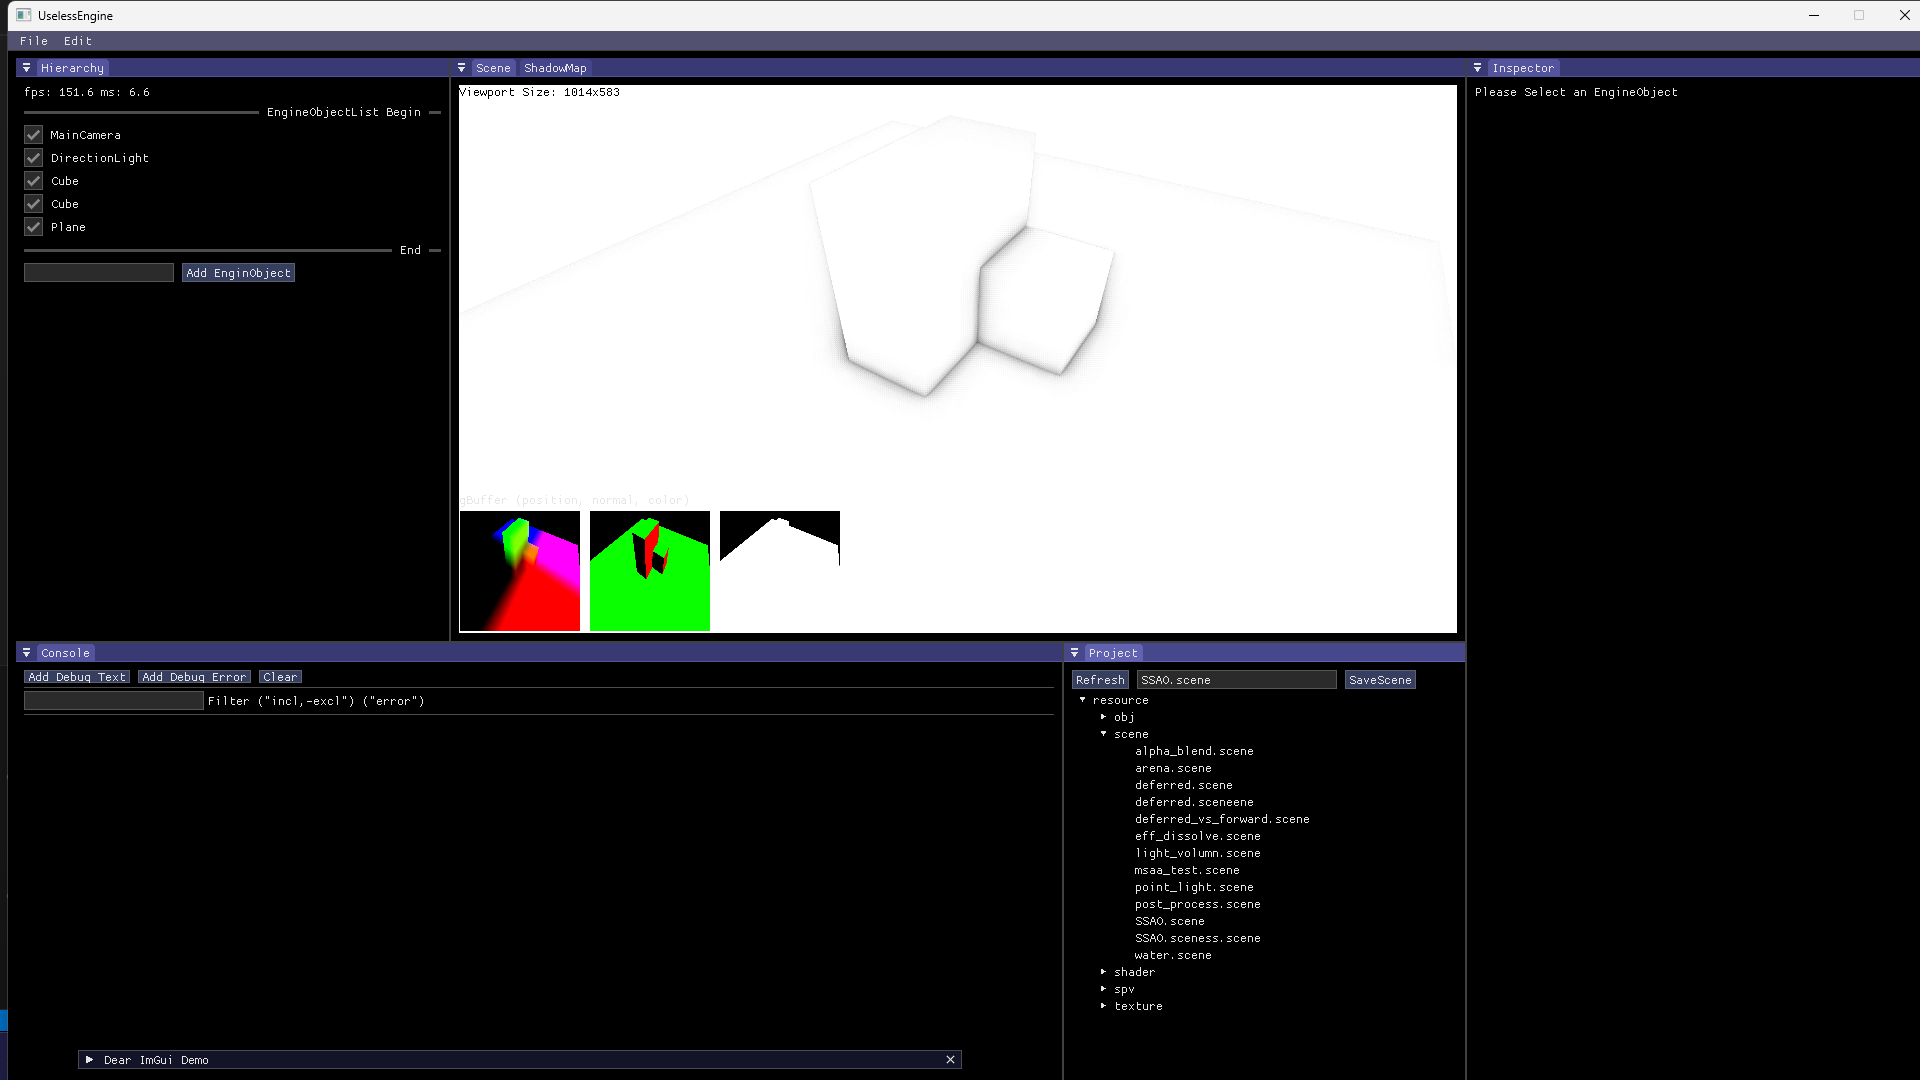 UselessEngine
File Edit
Hierarchy
fps: 151.6 ms: 6.6
EngineObjectList Begin
MainCamera
DirectionLight
Cube
Cube
Plane
End
Add EnginObject
Scene ShadowMap
Viewport Size: 1014x583
gBuffer (position, normal, color)
Inspector
Please Select an EngineObject
Console
Add Debug Text Add Debug Error Clear
Filter ("incl,-excl") ("error")
Dear ImGui Demo
Project
Refresh SSAO.scene SaveScene
resource
obj
scene
alpha_blend.scene
arena.scene
deferred.scene
deferred.sceneene
deferred_vs_forward.scene
eff_dissolve.scene
light_volumn.scene
msaa_test.scene
point_light.scene
post_process.scene
SSAO.scene
SSAO.sceness.scene
water.scene
shader
spv
texture